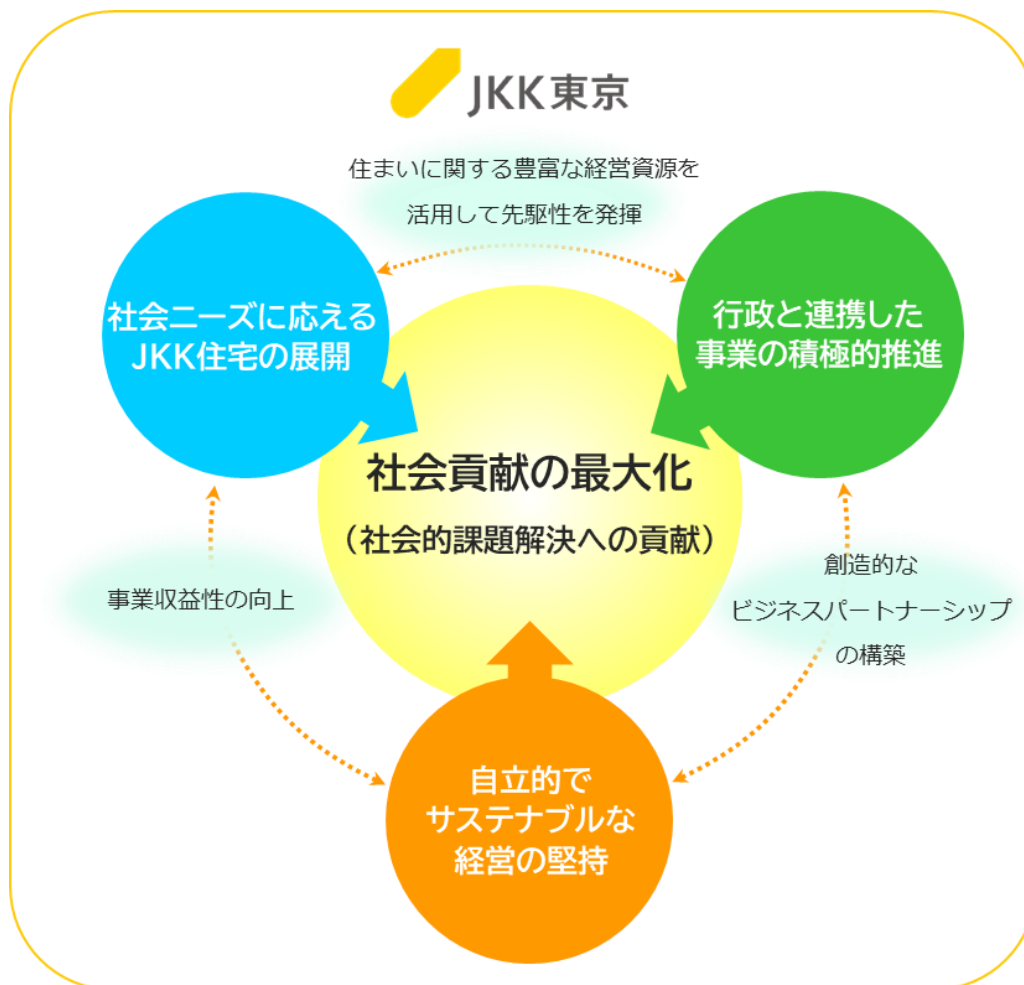 JKK東京
住まいに関する豊富な経営資源を
活用して先駆性を発揮
社会ニーズに応える
JKK住宅の展開
行政と連携した
事業の積極的推進
社会貢献の最大化
（社会的課題解決への貢献）
事業収益性の向上
創造的な
ビジネスパートナーシップ
の構築
自立的で
サステナブルな
経営の堅持